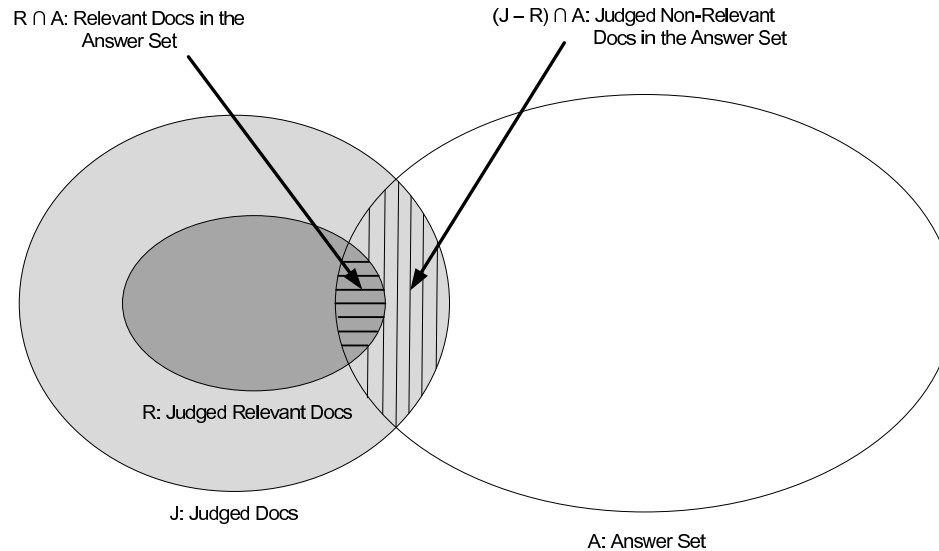 R ∩ A: Relevant Docs in the
Answer Set
(J – R) ∩ A: Judged Non-Relevant
Docs in the Answer Set
R: Judged Relevant Docs
J: Judged Docs
A: Answer Set